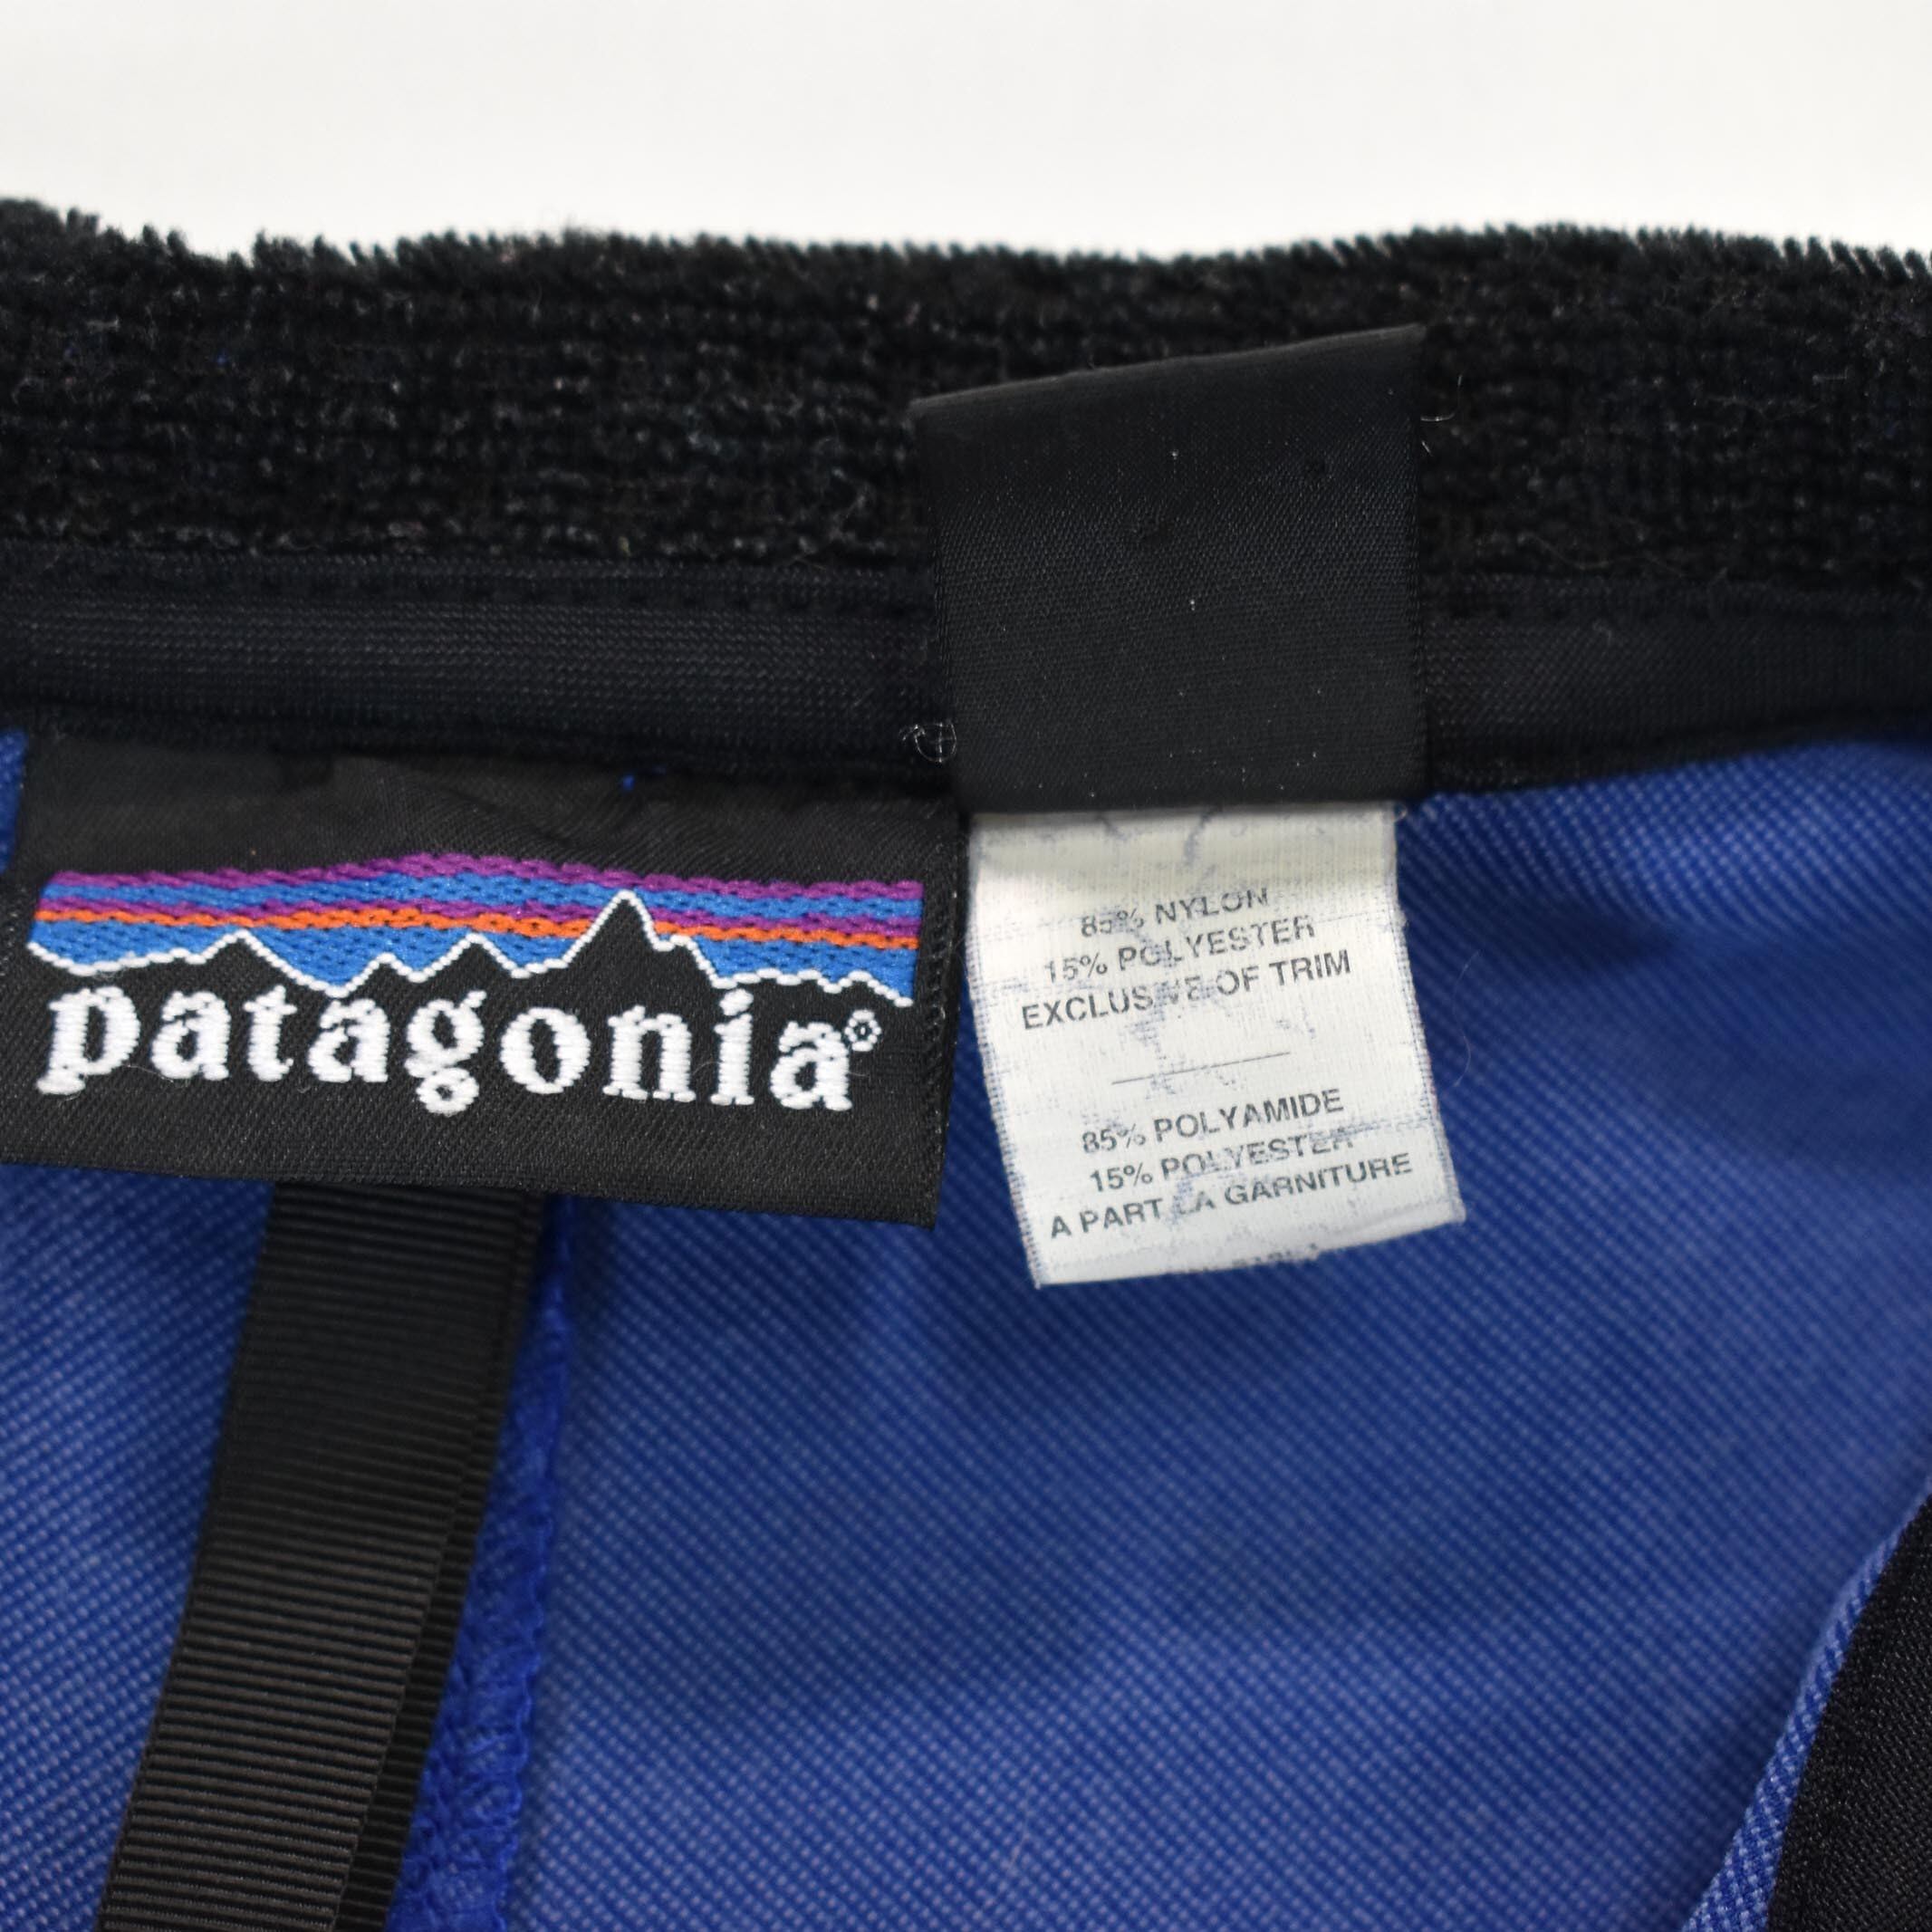 patagonia®
85% NYLON
15% POLYESTER
EXCLUSIVE OF TRIM
85% POLYAMIDE
15% POLYESTER
A PART LA GARNITURE